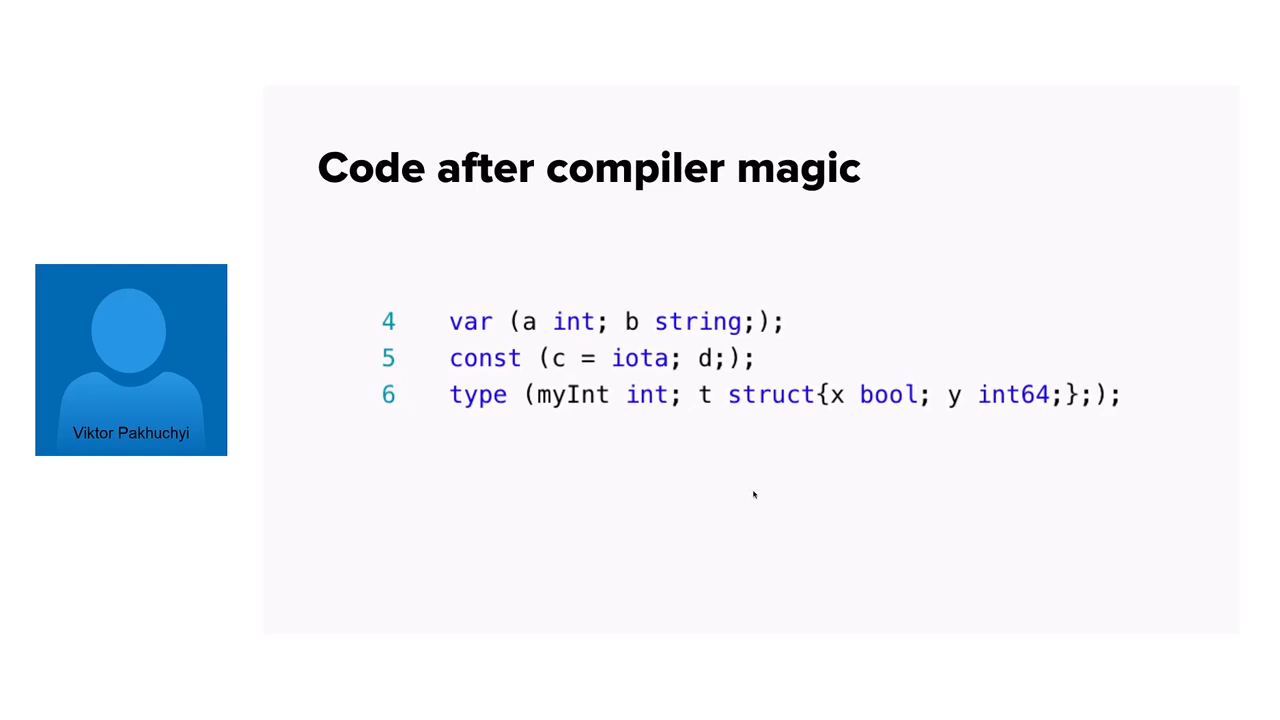 Code after compiler magic
4 var (a int; b string;);
5 const (c = iota; d;);
6 type (myInt int; t struct{x bool; y int64;};);
Viktor Pakhuchyi